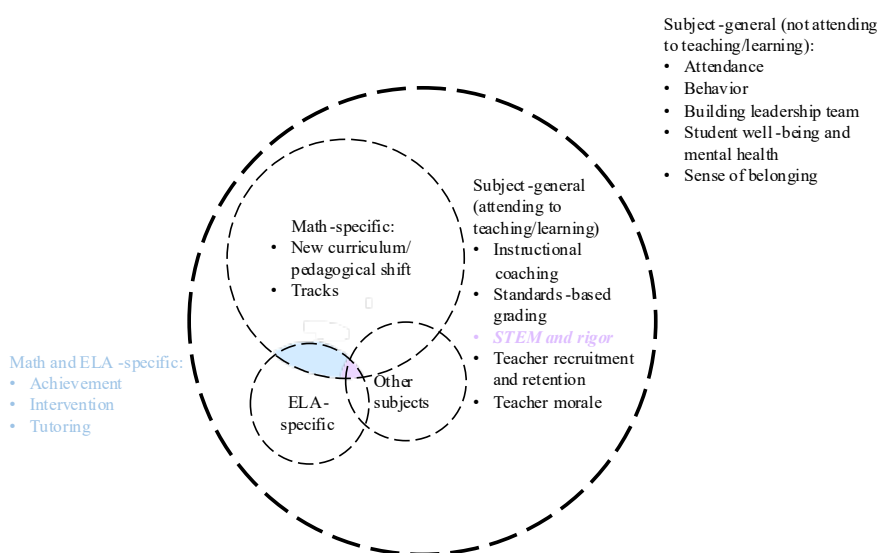 Subject-general (not attending
to teaching/learning):
• Attendance
• Behavior
• Building leadership team
• Student well-being and
mental health
• Sense of belonging
Subject-general
(attending to
teaching/learning)
• Instructional
coaching
• Standards-based
grading
• STEM and rigor
• Teacher recruitment
and retention
• Teacher morale
Math-specific:
• New curriculum/
pedagogical shift
• Tracks
Math and ELA-specific:
• Achievement
• Intervention
• Tutoring
ELA-
specific
Other
subjects